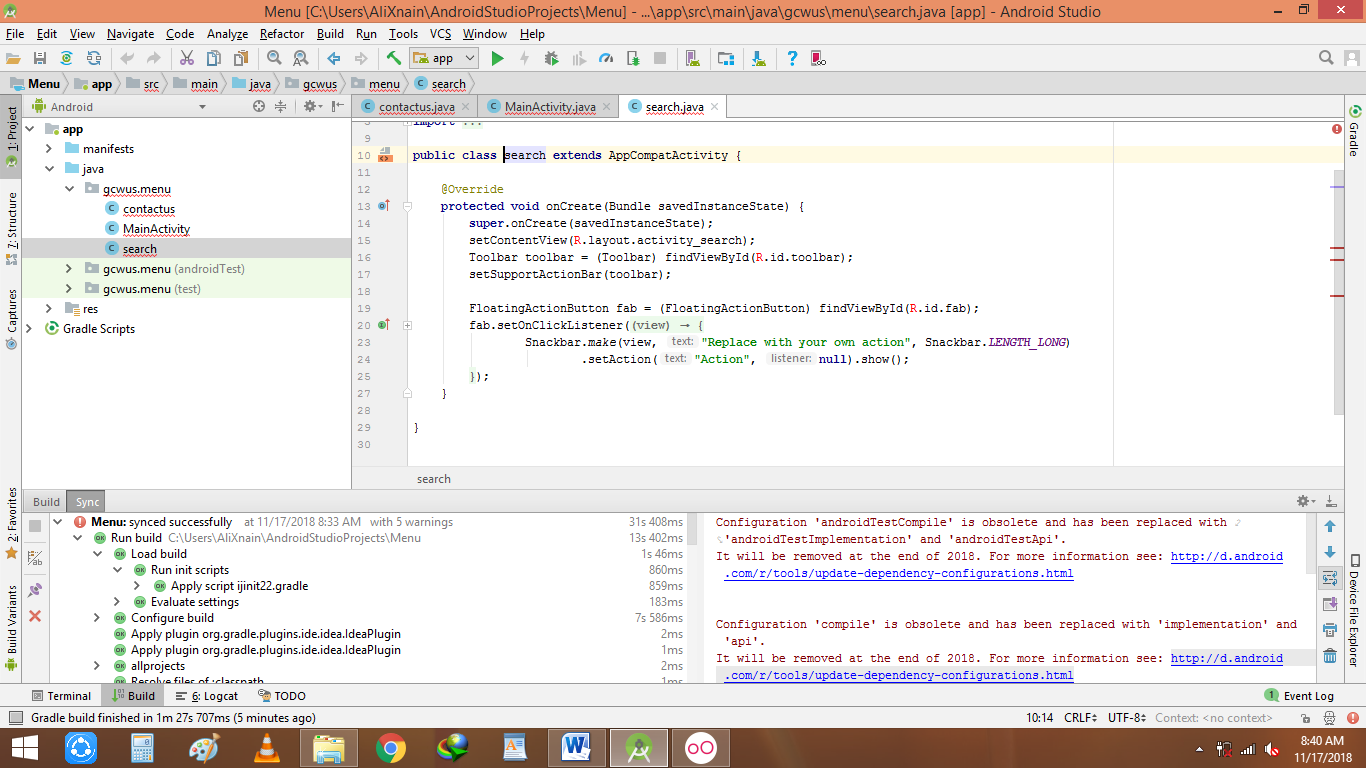 Menu [C:\Users\AliXnain\AndroidStudioProjects\Menu] - ...\app\src\main\java\gcwus\menu\search.java [app] - Android Studio
File Edit View Navigate Code Analyze Refactor Build Run Tools VCS Window Help
app
Menu app src main java gcwus menu search
1: Project
7: Structure
Captures
2: Favorites
Build Variants
Android
app
manifests
java
gcwus.menu
contactus
MainActivity
search
gcwus.menu (androidTest)
gcwus.menu (test)
res
Gradle Scripts
contactus.java MainActivity.java search.java
8 import ...
9
10 public class search extends AppCompatActivity {
11
12 @Override
13 protected void onCreate(Bundle savedInstanceState) {
14 super.onCreate(savedInstanceState);
15 setContentView(R.layout.activity_search);
16 Toolbar toolbar = (Toolbar) findViewById(R.id.toolbar);
17 setSupportActionBar(toolbar);
18
19 FloatingActionButton fab = (FloatingActionButton) findViewById(R.id.fab);
20 fab.setOnClickListener((view) → {
23 Snackbar.make(view, text: "Replace with your own action", Snackbar.LENGTH_LONG)
24 .setAction( text: "Action", listener: null).show();
25 });
27 }
28
29 }
30
search
Gradle
Device File Explorer
Build Sync
Menu: synced successfully at 11/17/2018 8:33 AM with 5 warnings 31s 408ms
Run build C:\Users\AliXnain\AndroidStudioProjects\Menu 13s 402ms
Load build 1s 46ms
Run init scripts 860ms
Apply script ijinit22.gradle 859ms
Evaluate settings 183ms
Configure build 7s 586ms
Apply plugin org.gradle.plugins.ide.idea.IdeaPlugin 2ms
Apply plugin org.gradle.plugins.ide.idea.IdeaPlugin 1ms
allprojects 2ms
Resolve files of :classpath 1ms
Configuration 'androidTestCompile' is obsolete and has been replaced with
'androidTestImplementation' and 'androidTestApi'.
It will be removed at the end of 2018. For more information see: http://d.android
.com/r/tools/update-dependency-configurations.html
Configuration 'compile' is obsolete and has been replaced with 'implementation' and
'api'.
It will be removed at the end of 2018. For more information see: http://d.android
.com/r/tools/update-dependency-configurations.html
Terminal Build 6: Logcat TODO 1 Event Log
Gradle build finished in 1m 27s 707ms (5 minutes ago) 10:14 CRLF UTF-8 Context: <no context>
8:40 AM
11/17/2018